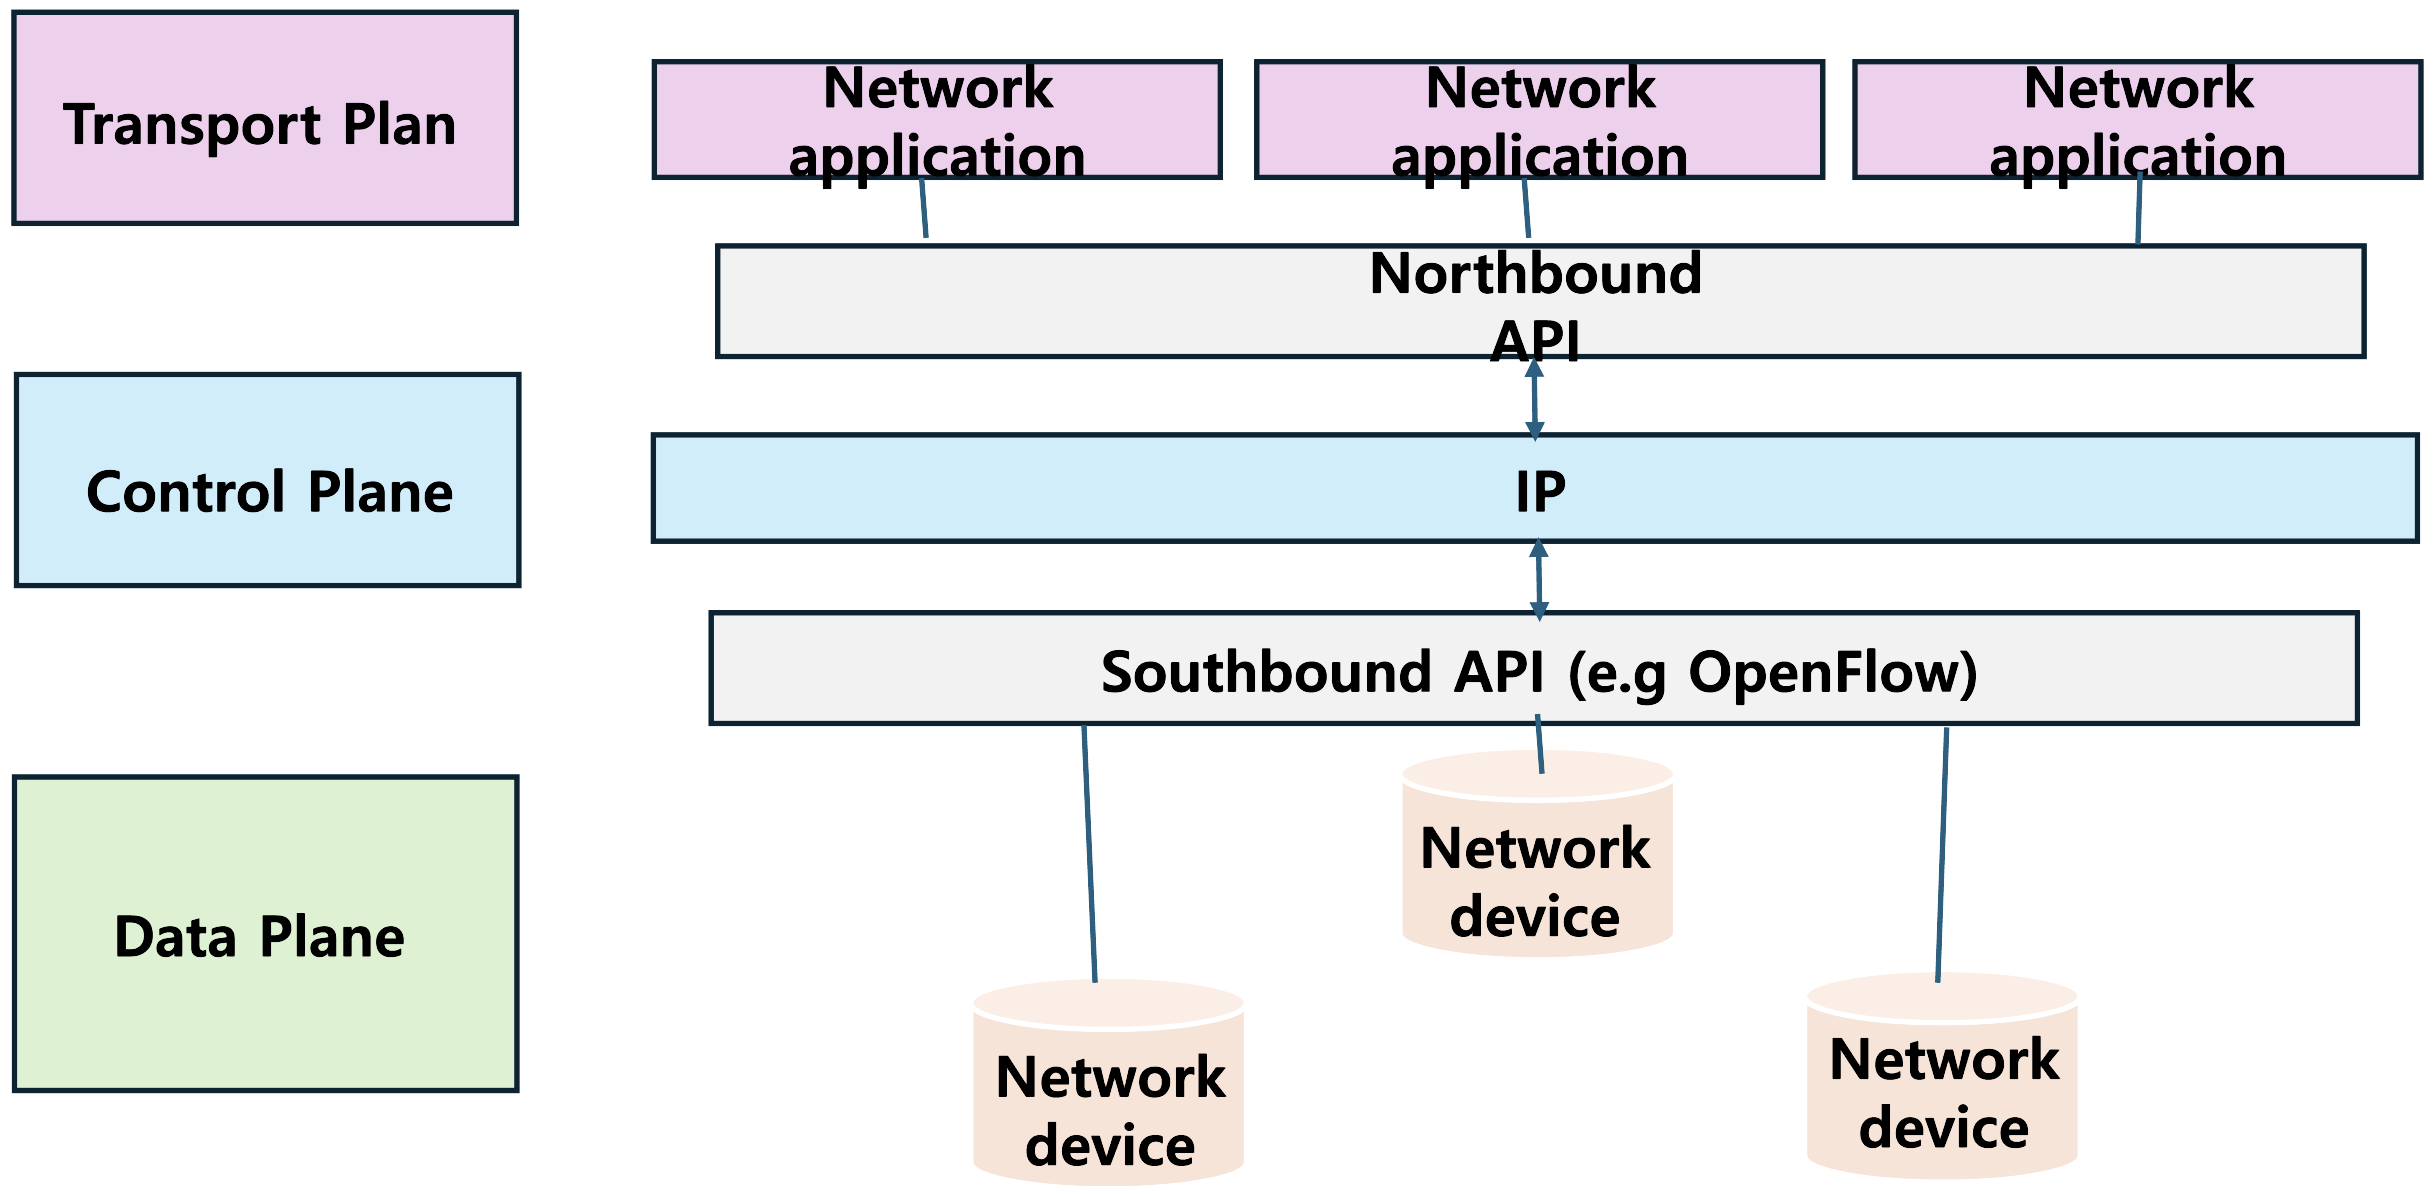 Transport Plan
Network
application
Network
application
Network
application
Northbound
API
Control Plane
IP
Southbound API (e.g OpenFlow)
Data Plane
Network
device
Network
device
Network
device